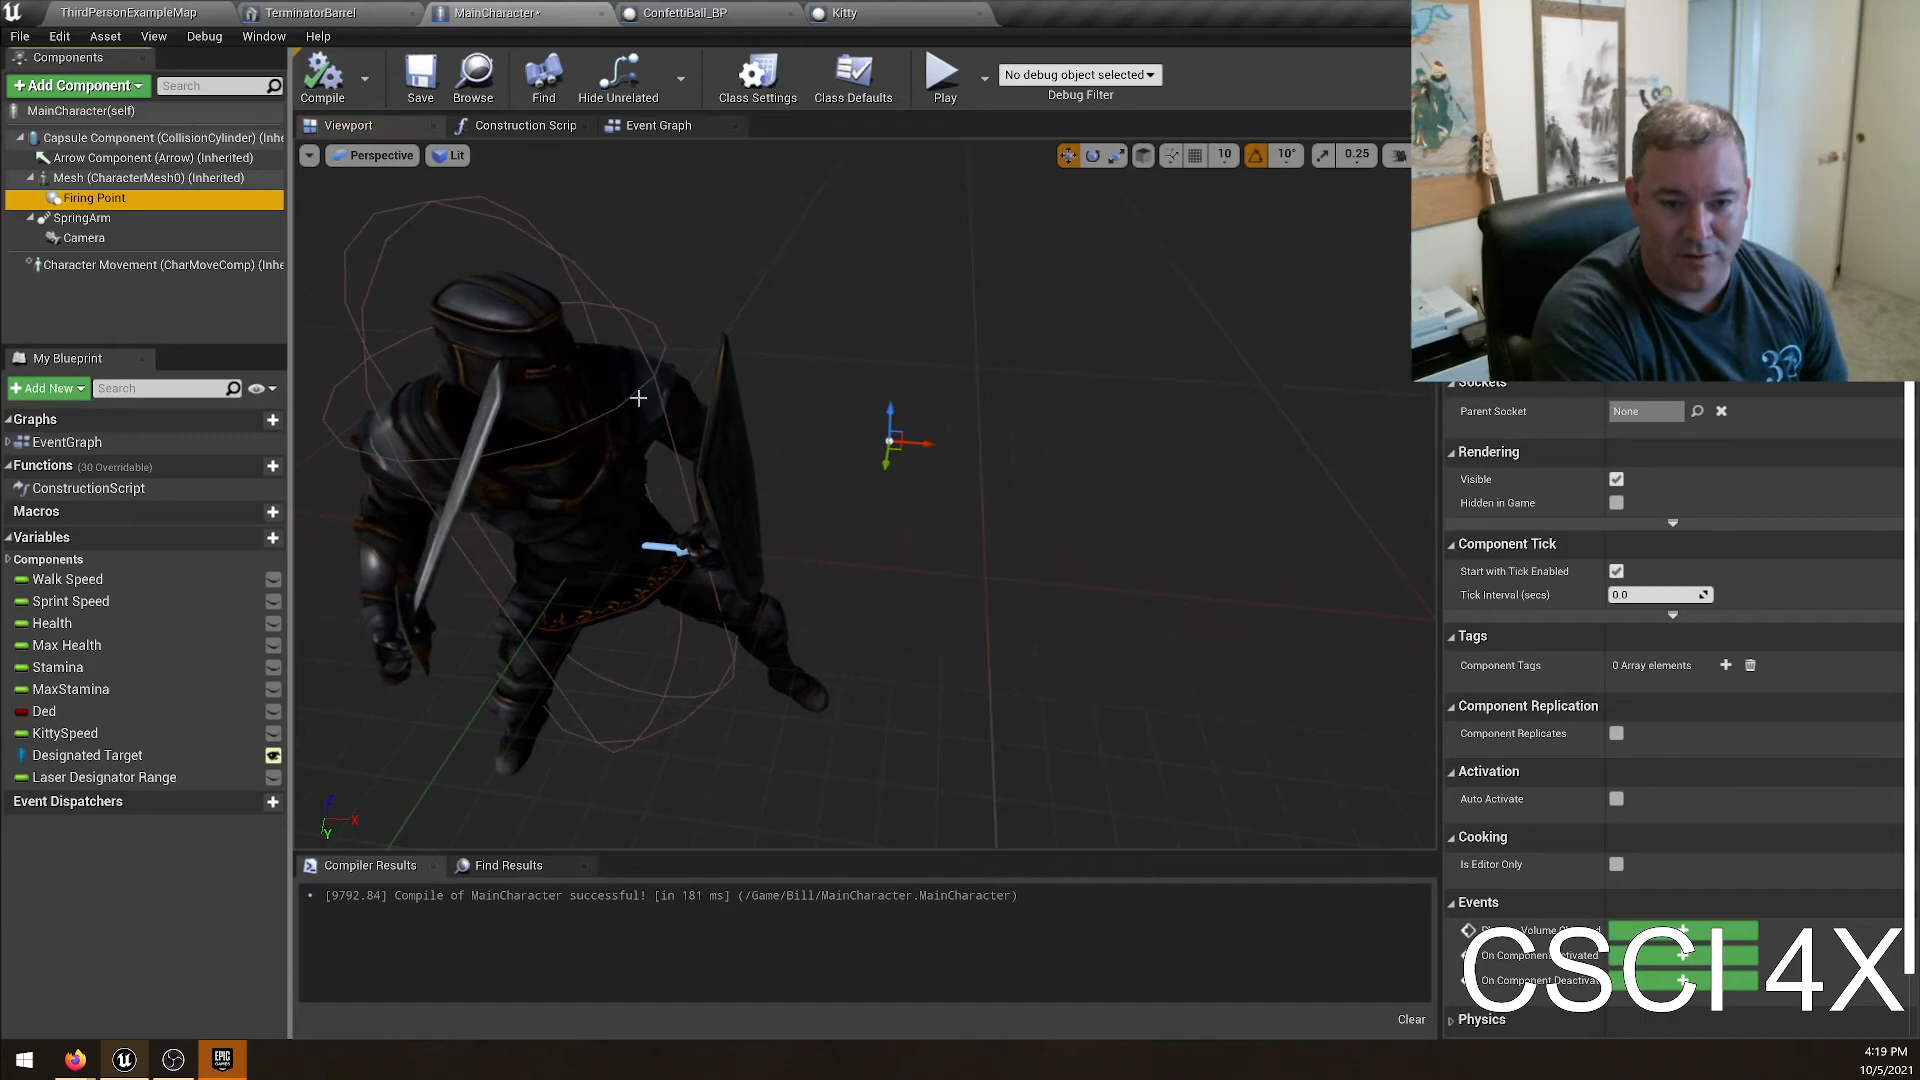 ThirdPersonExampleMap
TerminatorBarrel
MainCharacter*
ConfettiBall_BP
Kitty
File Edit Asset View Debug Window Help
Components
+ Add Component
Search
MainCharacter(self)
Capsule Component (CollisionCylinder) (Inhe
Arrow Component (Arrow) (Inherited)
Mesh (CharacterMesh0) (Inherited)
Firing Point
SpringArm
Camera
Character Movement (CharMoveComp) (Inhe
Compile
Save
Browse
Find
Hide Unrelated
Class Settings
Class Defaults
Play
No debug object selected
Debug Filter
Viewport
Construction Scrip
Event Graph
Perspective
Lit
10
10°
0.25
My Blueprint
+ Add New
Search
Graphs
EventGraph
Functions (30 Overridable)
ConstructionScript
Macros
Variables
Components
Walk Speed
Sprint Speed
Health
Max Health
Stamina
MaxStamina
Ded
KittySpeed
Designated Target
Laser Designator Range
Event Dispatchers
Z
X
Y
Compiler Results
Find Results
[9792.84] Compile of MainCharacter successful! [in 181 ms] (/Game/Bill/MainCharacter.MainCharacter)
Clear
Sockets
Parent Socket
None
Rendering
Visible
Hidden in Game
Component Tick
Start with Tick Enabled
Tick Interval (secs)
0.0
Tags
Component Tags
0 Array elements
Component Replication
Component Replicates
Activation
Auto Activate
Cooking
Is Editor Only
Events
On Component
On Component
Physics
CSCI 4X
EPIC GAMES
4:19 PM
10/5/2021